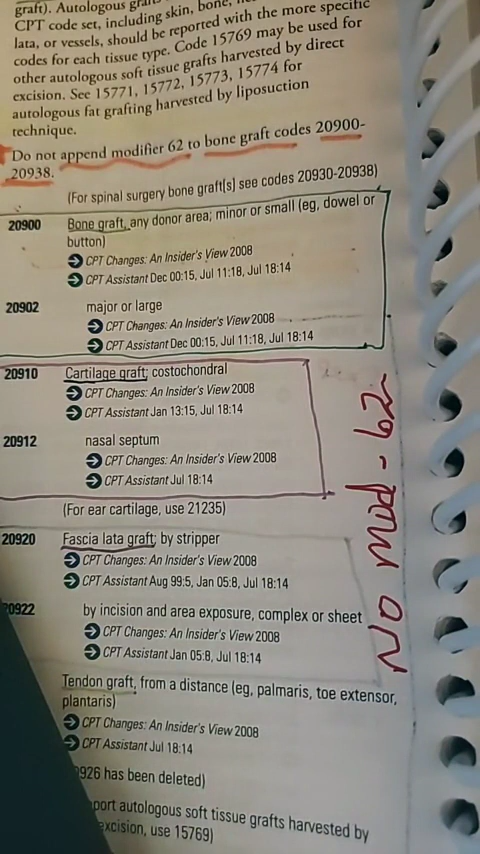 graft). Autologous
CPT code set, including skin, bone,
lata, or vessels, should be reported with the more specific
codes for each tissue type. Code 15769 may be used for
other autologous soft tissue grafts harvested by direct
excision. See 15771, 15772, 15773, 15774 for
autologous fat grafting harvested by liposuction
technique.
Do not append modifier 62 to bone graft codes 20900-
20938.
(For spinal surgery bone graft[s] see codes 20930-20938)
20900 Bone graft, any donor area; minor or small (eg, dowel or
button)
CPT Changes: An Insider's View 2008
CPT Assistant Dec 00:15, Jul 11:18, Jul 18:14
20902 major or large
CPT Changes: An Insider's View 2008
CPT Assistant Dec 00:15, Jul 11:18, Jul 18:14
20910 Cartilage graft; costochondral
CPT Changes: An Insider's View 2008
CPT Assistant Jan 13:15, Jul 18:14
20912 nasal septum
CPT Changes: An Insider's View 2008
CPT Assistant Jul 18:14
(For ear cartilage, use 21235)
20920 Fascia lata graft; by stripper
CPT Changes: An Insider's View 2008
CPT Assistant Aug 99:5, Jan 05:8, Jul 18:14
20922 by incision and area exposure, complex or sheet
CPT Changes: An Insider's View 2008
CPT Assistant Jan 05:8, Jul 18:14
Tendon graft, from a distance (eg, palmaris, toe extensor,
plantaris)
CPT Changes: An Insider's View 2008
CPT Assistant Jul 18:14
0926 has been deleted)
port autologous soft tissue grafts harvested by
excision, use 15769)
NO mod -62